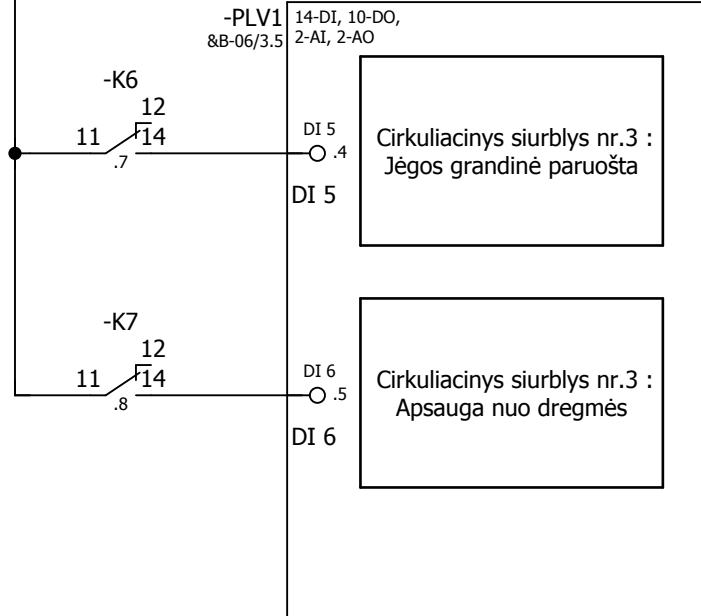 -PLV1 14-DI, 10-DO,
&B-06/3.5 2-AI, 2-AO
-K6
12
11 14
.7
DI 5
.4
DI 5
Cirkuliacinys siurblys nr.3 :
Jėgos grandinė paruošta
-K7
12
11 14
.8
DI 6
.5
DI 6
Cirkuliacinys siurblys nr.3 :
Apsauga nuo dregmės